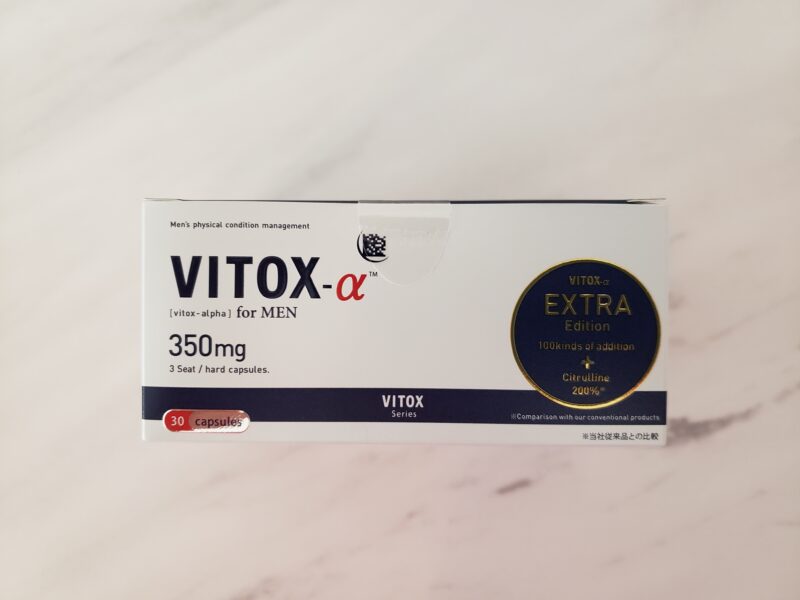 Men's physical condition management
VITOX-α™
[vitox-alpha] for MEN
350mg
3 Seat / hard capsules.
30 capsules
VITOX
Series
VITOX-α
EXTRA
Edition
100kinds of addition
+
Citrulline
200%※
※Comparison with our conventional products
※当社従来品との比較